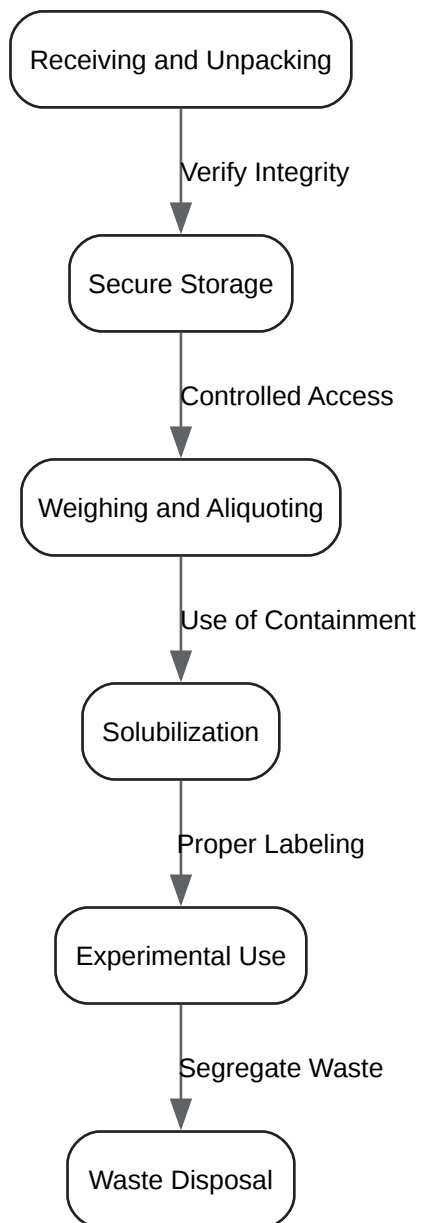 Receiving and Unpacking
Verify Integrity
Secure Storage
Controlled Access
Weighing and Aliquoting
Use of Containment
Solubilization
Proper Labeling
Experimental Use
Segregate Waste
Waste Disposal